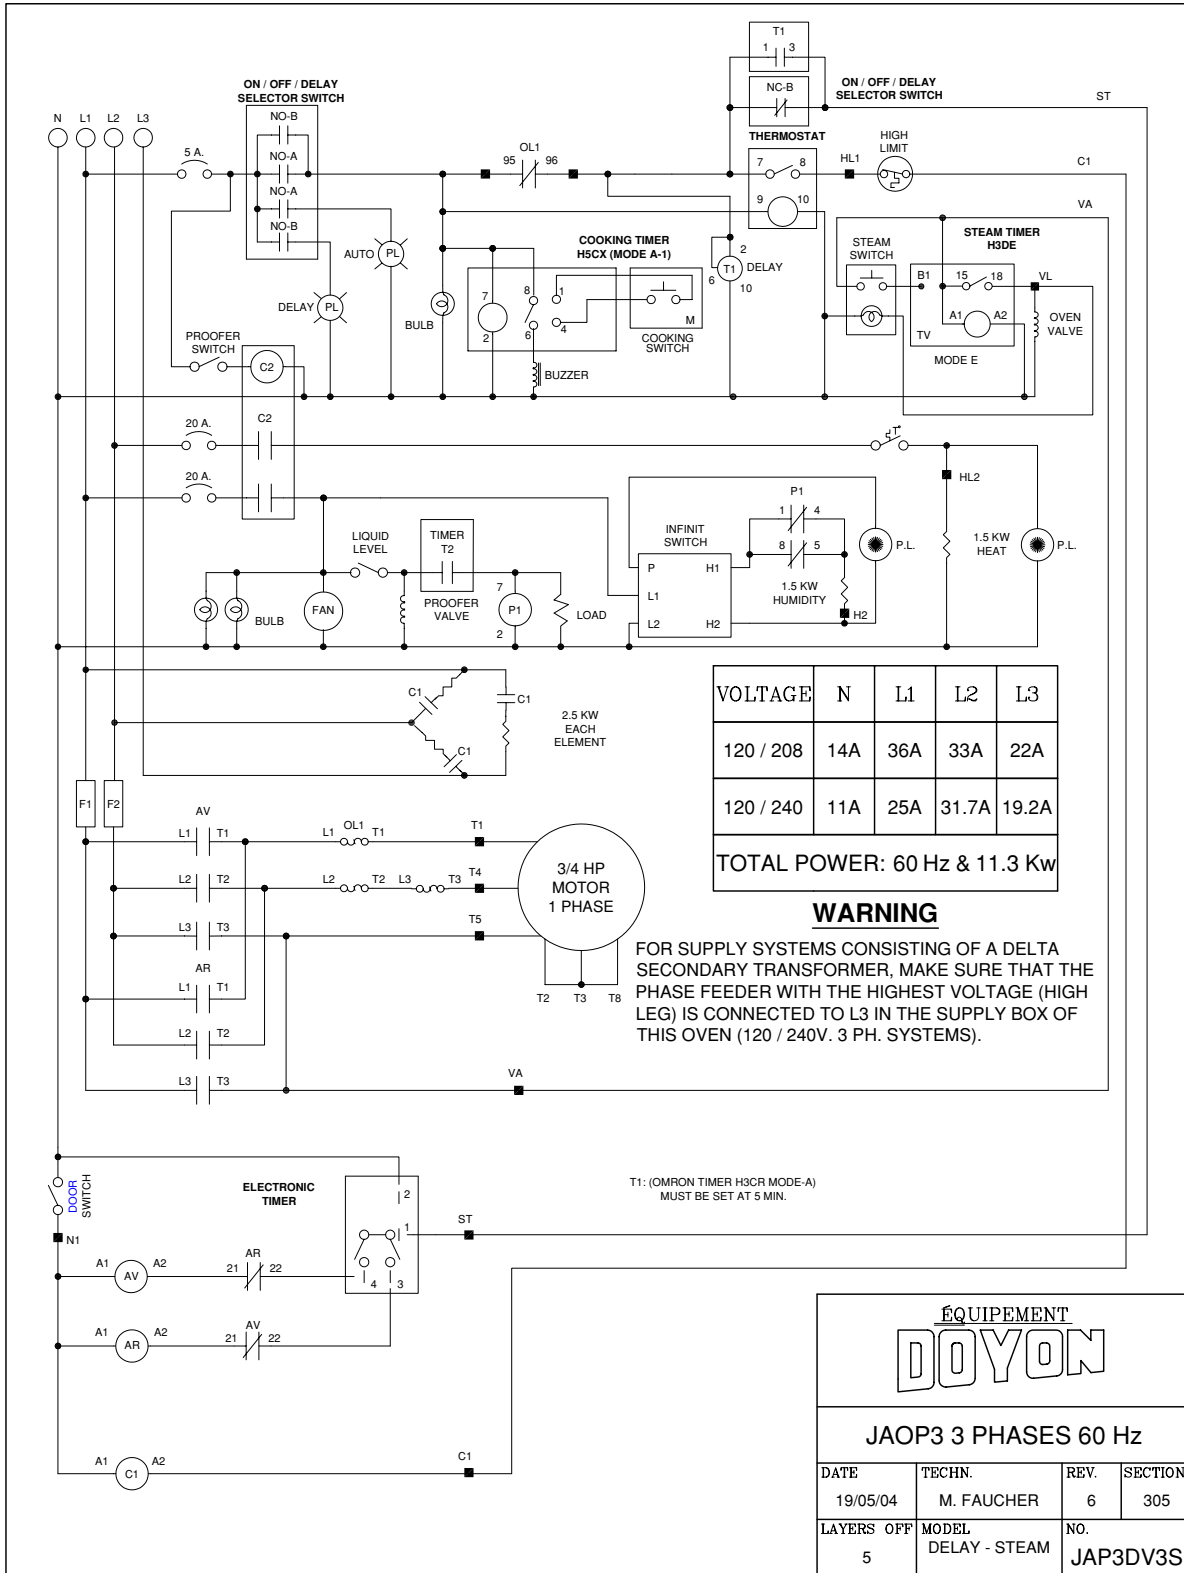 T1
1 3
NC-B
ON / OFF / DELAY
SELECTOR SWITCH
ON / OFF / DELAY
SELECTOR SWITCH
ST
N L1 L2 L3
5 A.
NO-B
NO-A
NO-A
NO-B
OL1
95 96
THERMOSTAT
7 8
9 10
HL1
HIGH
LIMIT
C1
VA
AUTO PL
DELAY PL
BULB
COOKING TIMER
H5CX (MODE A-1)
7
2
8
6
1
4
M
COOKING
SWITCH
BUZZER
2
T1 DELAY
6
10
STEAM
SWITCH
STEAM TIMER
H3DE
B1
15 18
VL
A1 A2
TV
MODE E
OVEN
VALVE
PROOFER
SWITCH
C2
20 A.
C2
20 A.
HL2
T°
LIQUID
LEVEL
TIMER
T2
BULB
FAN
PROOFER
VALVE
7
P1
2
LOAD
INFINIT
SWITCH
P H1
L1
L2 H2
P1
1 4
8 5
1.5 KW
HUMIDITY
H2
P.L.
1.5 KW
HEAT
P.L.
C1
C1
C1
2.5 KW
EACH
ELEMENT
VOLTAGE N L1 L2 L3
120 / 208 14A 36A 33A 22A
120 / 240 11A 25A 31.7A 19.2A
TOTAL POWER: 60 Hz & 11.3 Kw
F1 F2
AV
L1 T1
L2 T2
L3 T3
AR
L1 T1
L2 T2
L3 T3
L1 OL1 T1
L2 T2 L3 T3
T1
T4
T5
3/4 HP
MOTOR
1 PHASE
T2 T3 T8
VA
WARNING
FOR SUPPLY SYSTEMS CONSISTING OF A DELTA
SECONDARY TRANSFORMER, MAKE SURE THAT THE
PHASE FEEDER WITH THE HIGHEST VOLTAGE (HIGH
LEG) IS CONNECTED TO L3 IN THE SUPPLY BOX OF
THIS OVEN (120 / 240V. 3 PH. SYSTEMS).
DOOR
SWITCH
N1
ELECTRONIC
TIMER
2
1
4 3
ST
T1: (OMRON TIMER H3CR MODE-A)
MUST BE SET AT 5 MIN.
A1 AV A2
AR
21 22
A1 AR A2
AV
21 22
A1 C1 A2
C1
ÉQUIPEMENT
DOYON
JAOP3 3 PHASES 60 Hz
DATE TECHN. REV. SECTION
19/05/04 M. FAUCHER 6 305
LAYERS OFF MODEL NO.
5 DELAY - STEAM JAP3DV3S